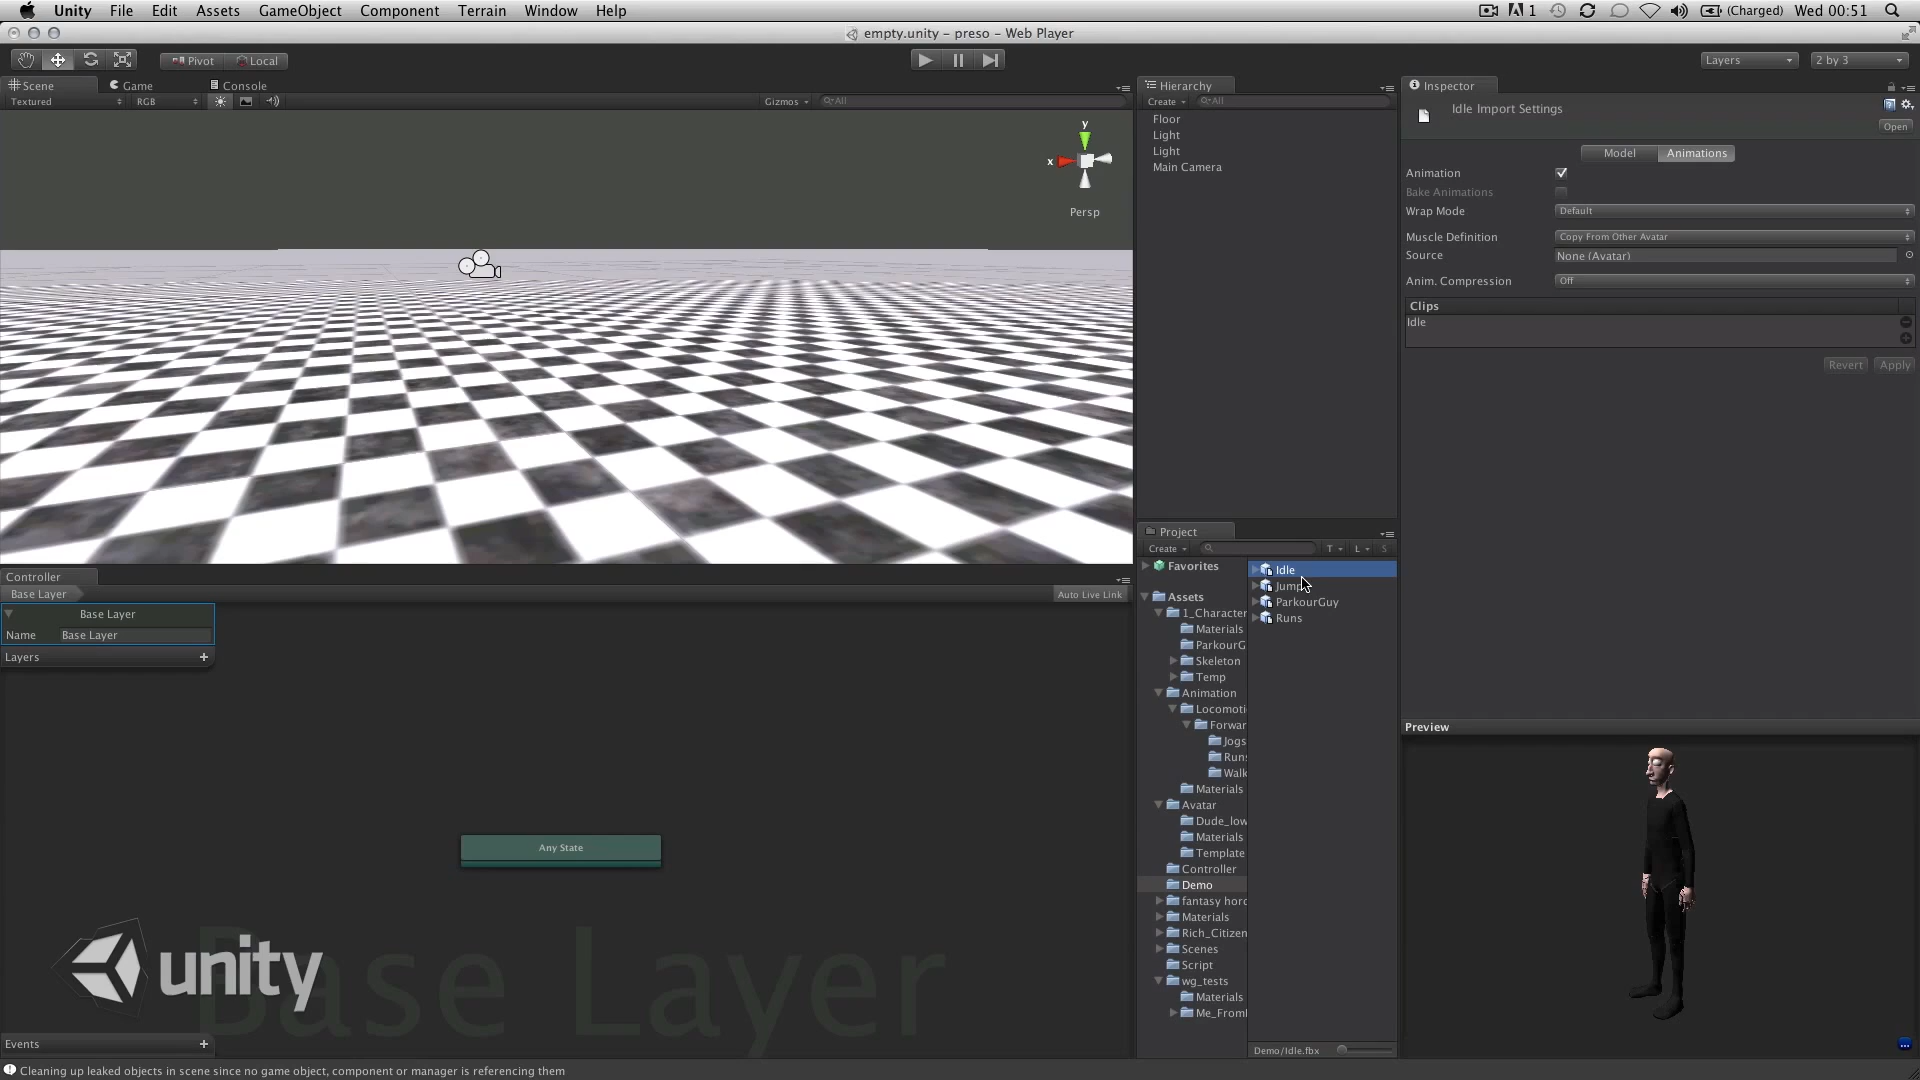 Unity File Edit Assets GameObject Component Terrain Window Help
1 (Charged) Wed 00:51
empty.unity – preso – Web Player
Pivot Local
Layers 2 by 3
Scene Game Console
Textured RGB Gizmos All
y
x
Persp
Hierarchy
Create All
Floor
Light
Light
Main Camera
Inspector
Idle Import Settings
Open
Model Animations
Animation
Bake Animations
Wrap Mode Default
Muscle Definition Copy From Other Avatar
Source None (Avatar)
Anim. Compression Off
Clips
Idle
Revert Apply
Controller
Base Layer Auto Live Link
Base Layer
Name Base Layer
Layers
Any State
Base Layer
unity
Events
Project
Create T L S
Favorites
Assets
1_Character
Materials
ParkourG
Skeleton
Temp
Animation
Locomoti
Forwar
Jogs
Runs
Walk
Materials
Avatar
Dude_low
Materials
Template
Controller
Demo
fantasy hord
Materials
Rich_Citizen
Scenes
Script
wg_tests
Materials
Me_From
Idle
Jump
ParkourGuy
Runs
Demo/Idle.fbx
Preview
Cleaning up leaked objects in scene since no game object, component or manager is referencing them